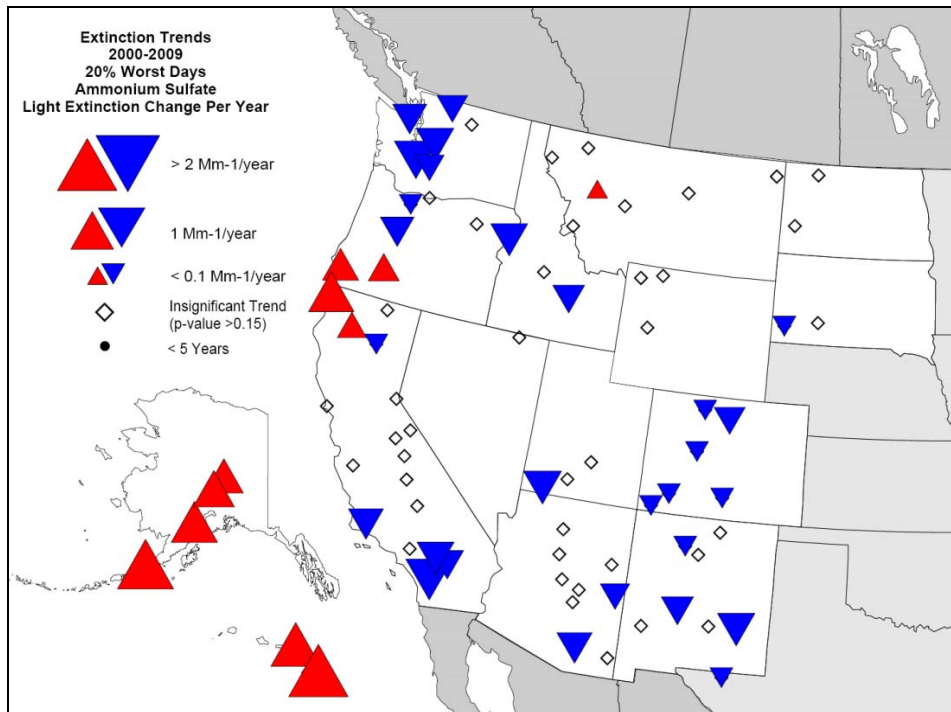 Extinction Trends
2000-2009
20% Worst Days
Ammonium Sulfate
Light Extinction Change Per Year
> 2 Mm-1/year
1 Mm-1/year
< 0.1 Mm-1/year
Insignificant Trend
(p-value >0.15)
< 5 Years